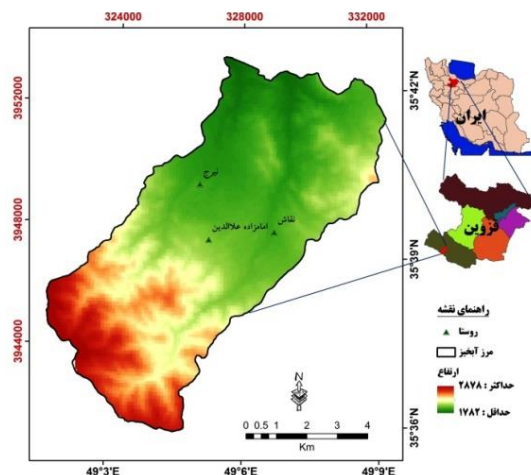 324000 328000 332000
3952000
3948000
3944000
35°42'N
35°39'N
35°36'N
49°3'E 49°6'E 49°9'E
نیرج
نقاش
امامزاده علاالدین
N
0 0.5 1 2 3 4
Km
ایران
قزوین
راهنمای نقشه
روستا
مرز آبخیز
ارتفاع
حداکثر : ۲۸۷۸
حداقل : ۱۷۸۲